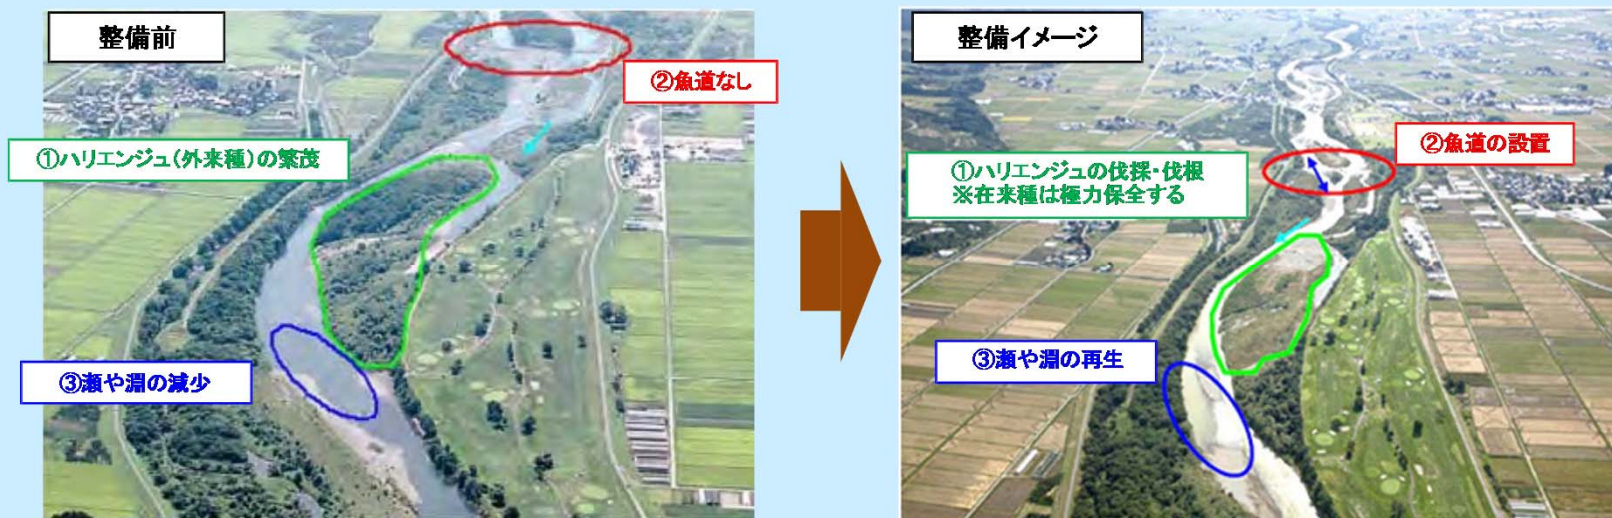 整備前
②魚道なし
①ハリエンジュ(外来種)の繁茂
③瀬や淵の減少
整備イメージ
②魚道の設置
①ハリエンジュの伐採・伐根
※在来種は極力保全する
③瀬や淵の再生